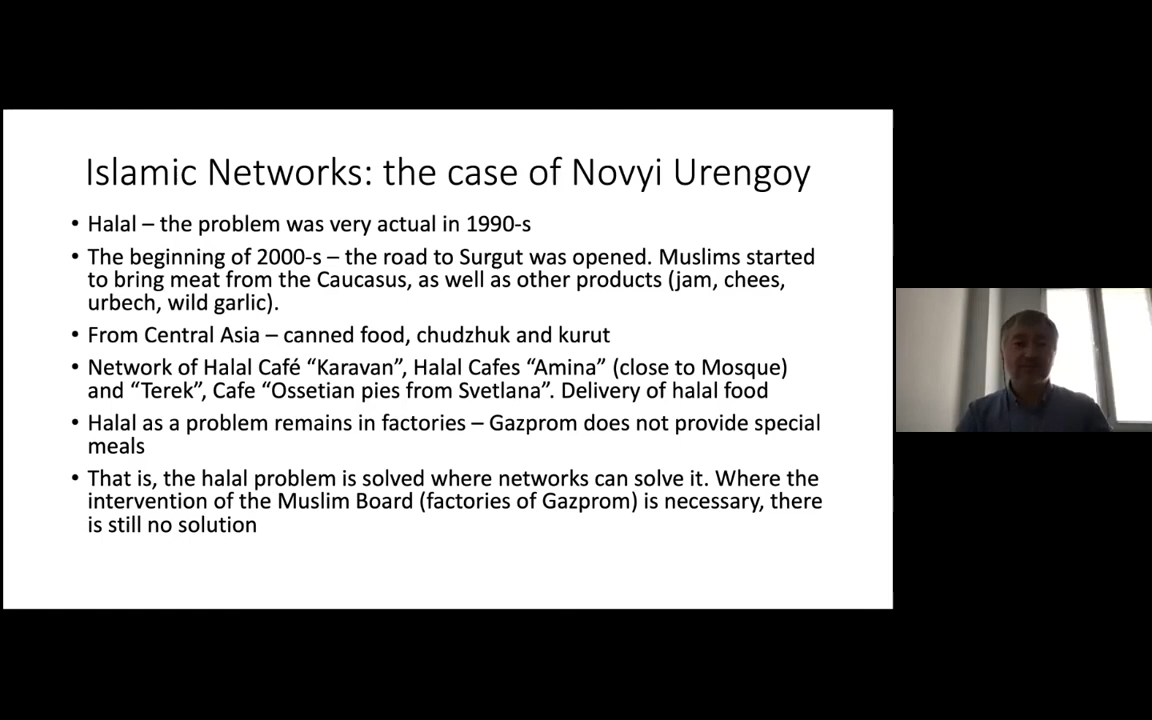 Islamic Networks: the case of Novyi Urengoy
• Halal – the problem was very actual in 1990-s
• The beginning of 2000-s – the road to Surgut was opened. Muslims started
to bring meat from the Caucasus, as well as other products (jam, chees,
urbech, wild garlic).
• From Central Asia – canned food, chudzhuk and kurut
• Network of Halal Café “Karavan”, Halal Cafes “Amina” (close to Mosque)
and “Terek”, Cafe “Ossetian pies from Svetlana”. Delivery of halal food
• Halal as a problem remains in factories – Gazprom does not provide special
meals
• That is, the halal problem is solved where networks can solve it. Where the
intervention of the Muslim Board (factories of Gazprom) is necessary, there
is still no solution